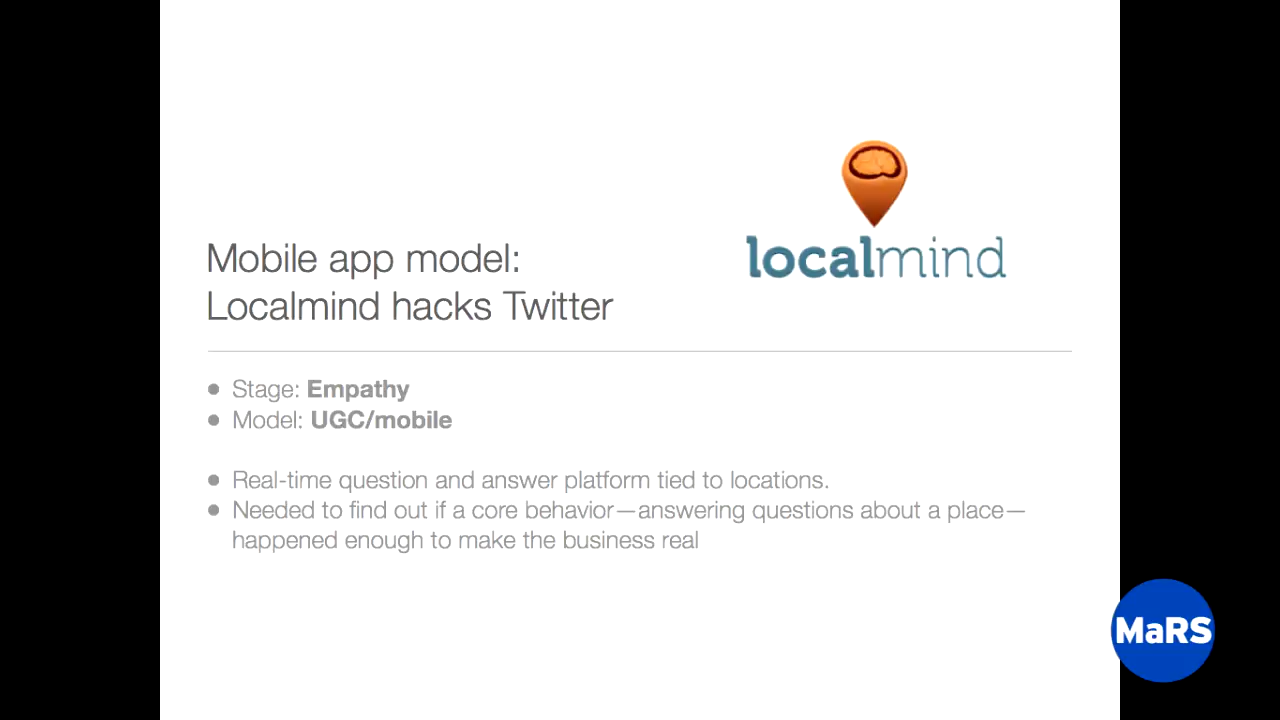 localmind
Mobile app model:
Localmind hacks Twitter
● Stage: Empathy
● Model: UGC/mobile
● Real-time question and answer platform tied to locations.
● Needed to find out if a core behavior—answering questions about a place—
happened enough to make the business real
MaRS